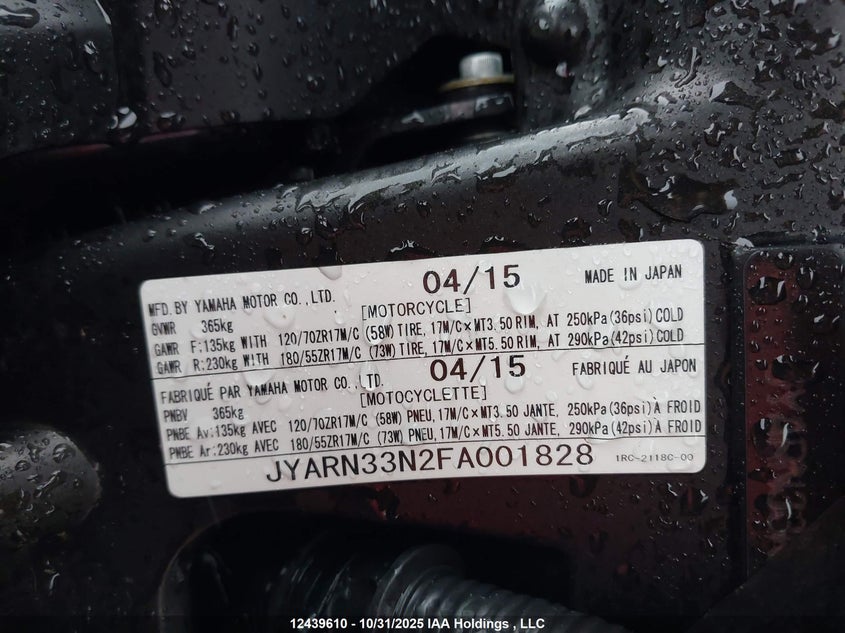 04/15
MFD.BY YAMAHA MOTOR CO.,LTD. MADE IN JAPAN
[MOTORCYCLE]
GVWR 365kg
GAWR F:135kg WITH 120/70ZR17M/C (58W) TIRE, 17M/C×MT3.50 RIM, AT 250kPa(36psi)COLD
GAWR R:230kg WITH 180/55ZR17M/C (73W) TIRE, 17M/C×MT5.50 RIM, AT 290kPa(42psi)COLD
04/15
FABRIQUÉ PAR YAMAHA MOTOR CO.,LTD. FABRIQUÉ AU JAPON
[MOTOCYCLETTE]
PNBV 365kg
PNBE Av:135kg AVEC 120/70ZR17M/C (58W) PNEU,17M/C×MT3.50 JANTE, 250kPa(36psi)À FROID
PNBE Ar:230kg AVEC 180/55ZR17M/C (73W) PNEU,17M/C×MT5.50 JANTE, 290kPa(42psi)À FROID
JYARN33N2FA001828 1RC-2118C-00
12439610 - 10/31/2025 IAA Holdings , LLC